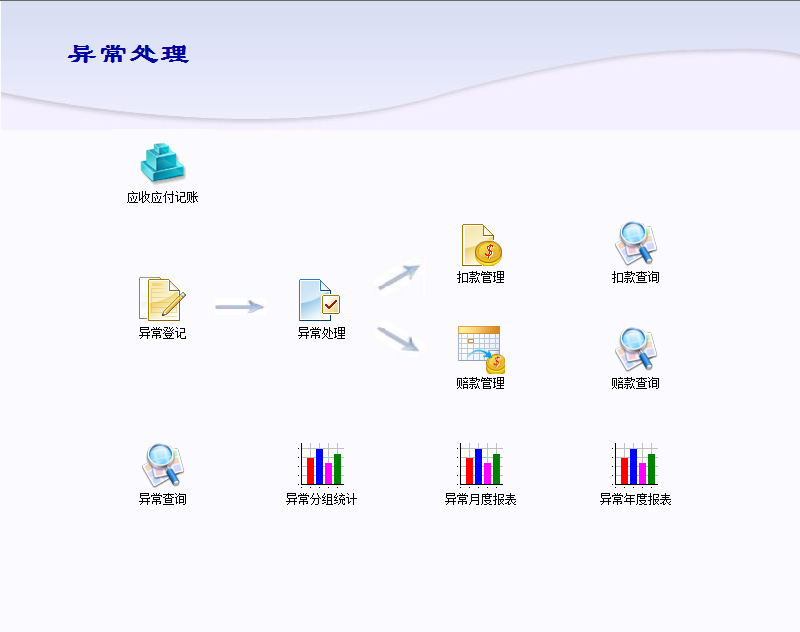 异常处理
应收应付记账
扣款管理
扣款查询
异常登记
异常处理
赔款管理
赔款查询
异常查询
异常分组统计
异常月度报表
异常年度报表